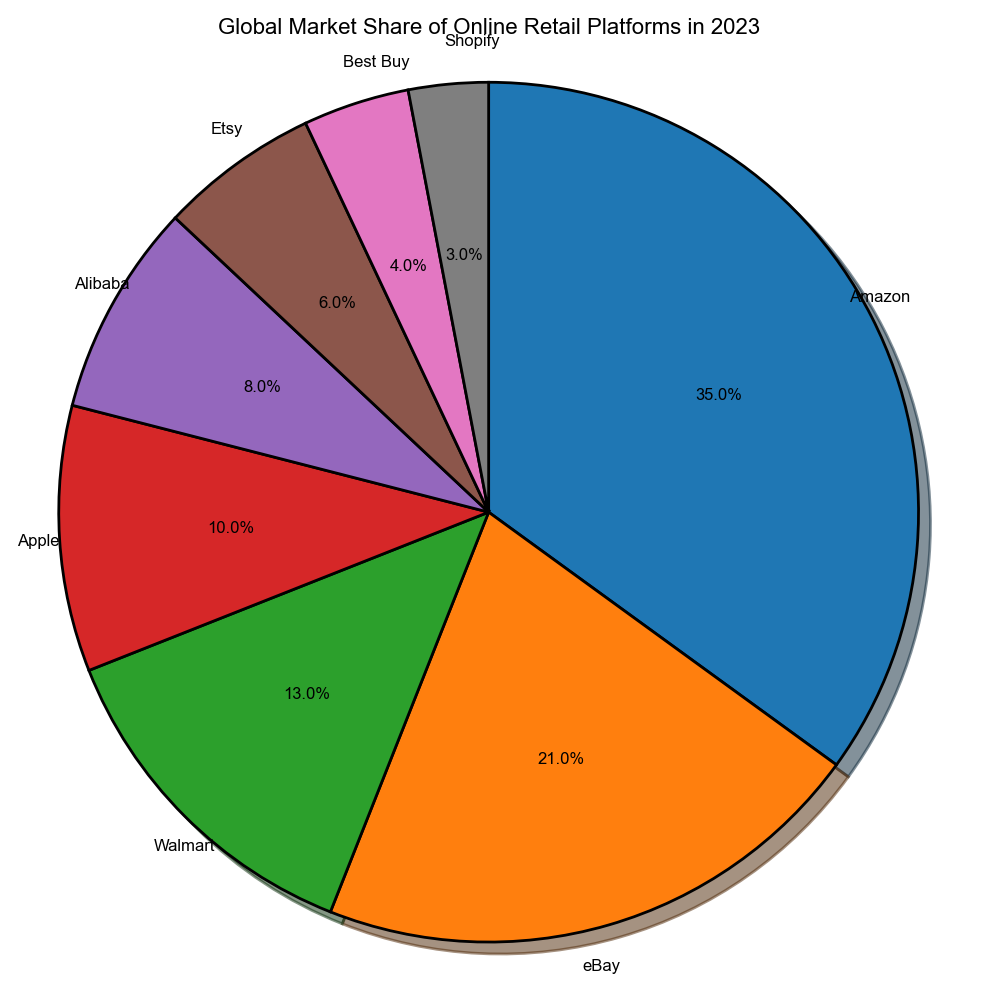 Global Market Share of Online Retail Platforms in 2023
Shopify
Best Buy
Etsy
Alibaba
Apple
Walmart
eBay
Amazon
3.0%
4.0%
6.0%
8.0%
10.0%
13.0%
21.0%
35.0%